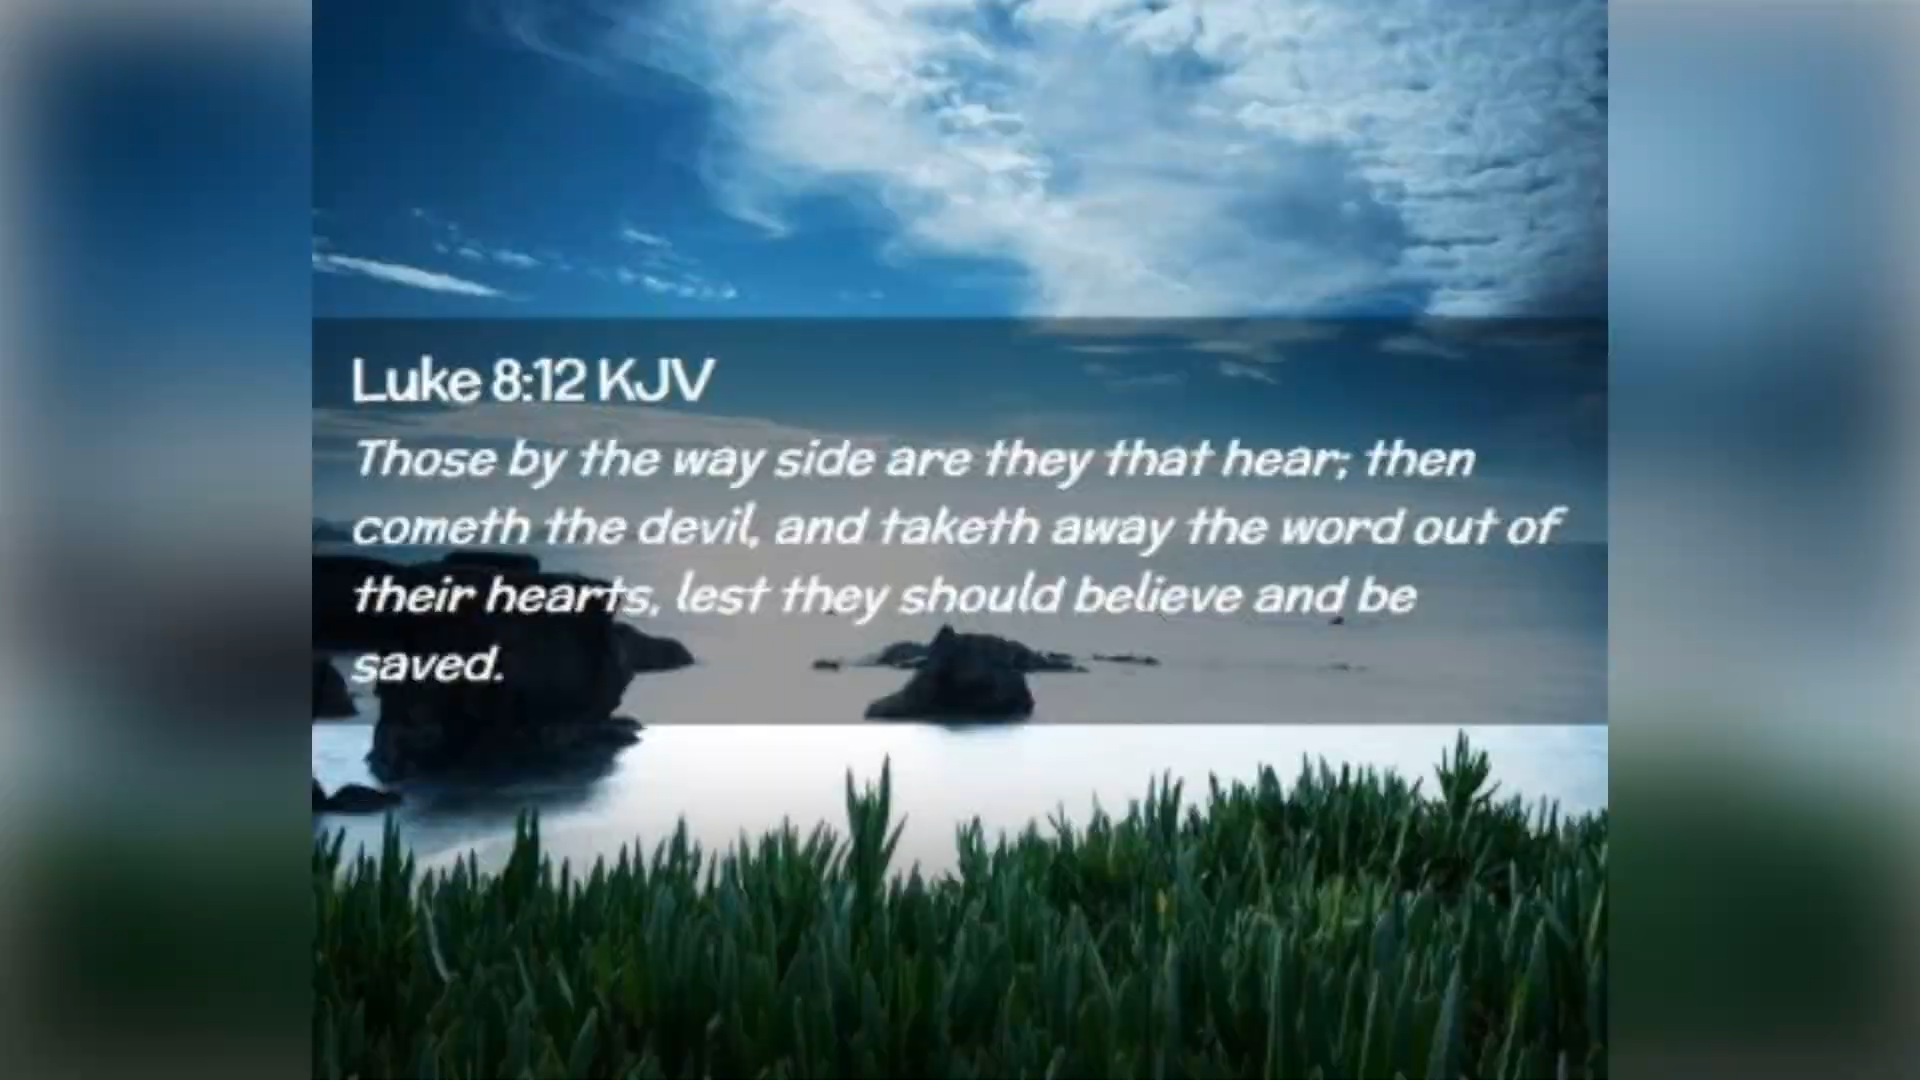 Luke 8:12 KJV
Those by the way side are they that hear; then
cometh the devil, and taketh away the word out of
their hearts, lest they should believe and be
saved.